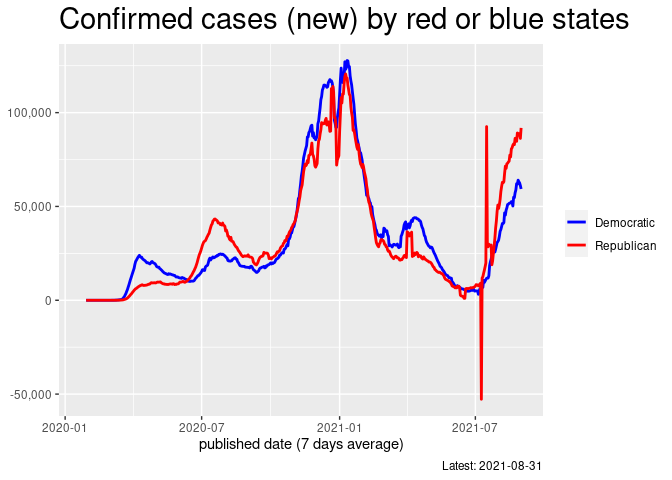 Confirmed cases (new) by red or blue states
100,000
50,000
0
-50,000
2020-01
2020-07
2021-01
2021-07
published date (7 days average)
Democratic
Republican
Latest: 2021-08-31